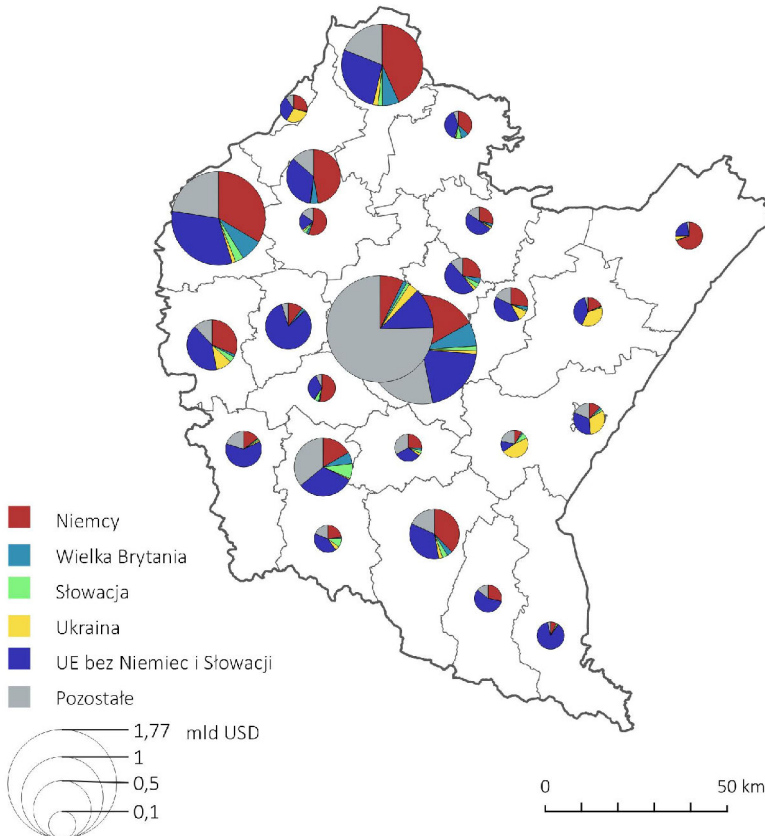 Niemcy
Wielka Brytania
Słowacja
Ukraina
UE bez Niemiec i Słowacji
Pozostałe
1,77 mld USD
1
0,5
0,1
0 50 km